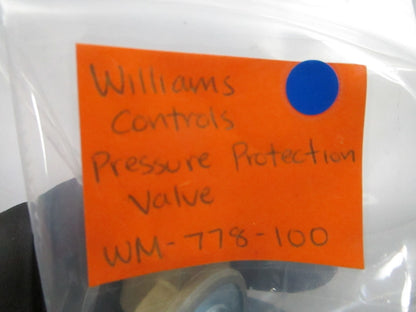 Williams
Controls
Pressure Protection
Valve
WM-778-100